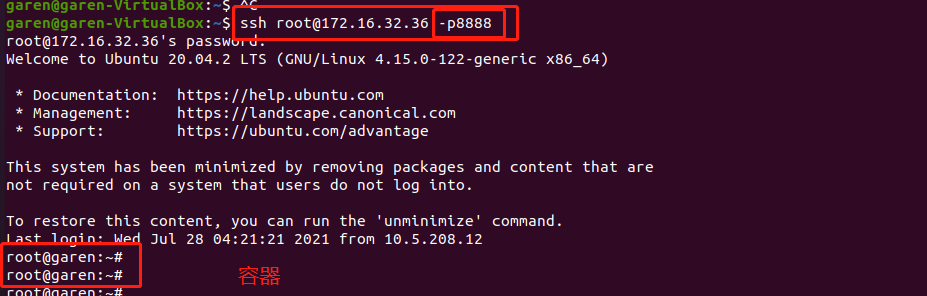 garen@garen-VirtualBox:~$ ^C
garen@garen-VirtualBox:~$ ssh root@172.16.32.36 -p8888
root@172.16.32.36's password:
Welcome to Ubuntu 20.04.2 LTS (GNU/Linux 4.15.0-122-generic x86_64)
* Documentation:  https://help.ubuntu.com
* Management:     https://landscape.canonical.com
* Support:        https://ubuntu.com/advantage
This system has been minimized by removing packages and content that are
not required on a system that users do not log into.
To restore this content, you can run the 'unminimize' command.
Last login: Wed Jul 28 04:21:21 2021 from 10.5.208.12
root@garen:~#
root@garen:~#
容器
root@garen:~#